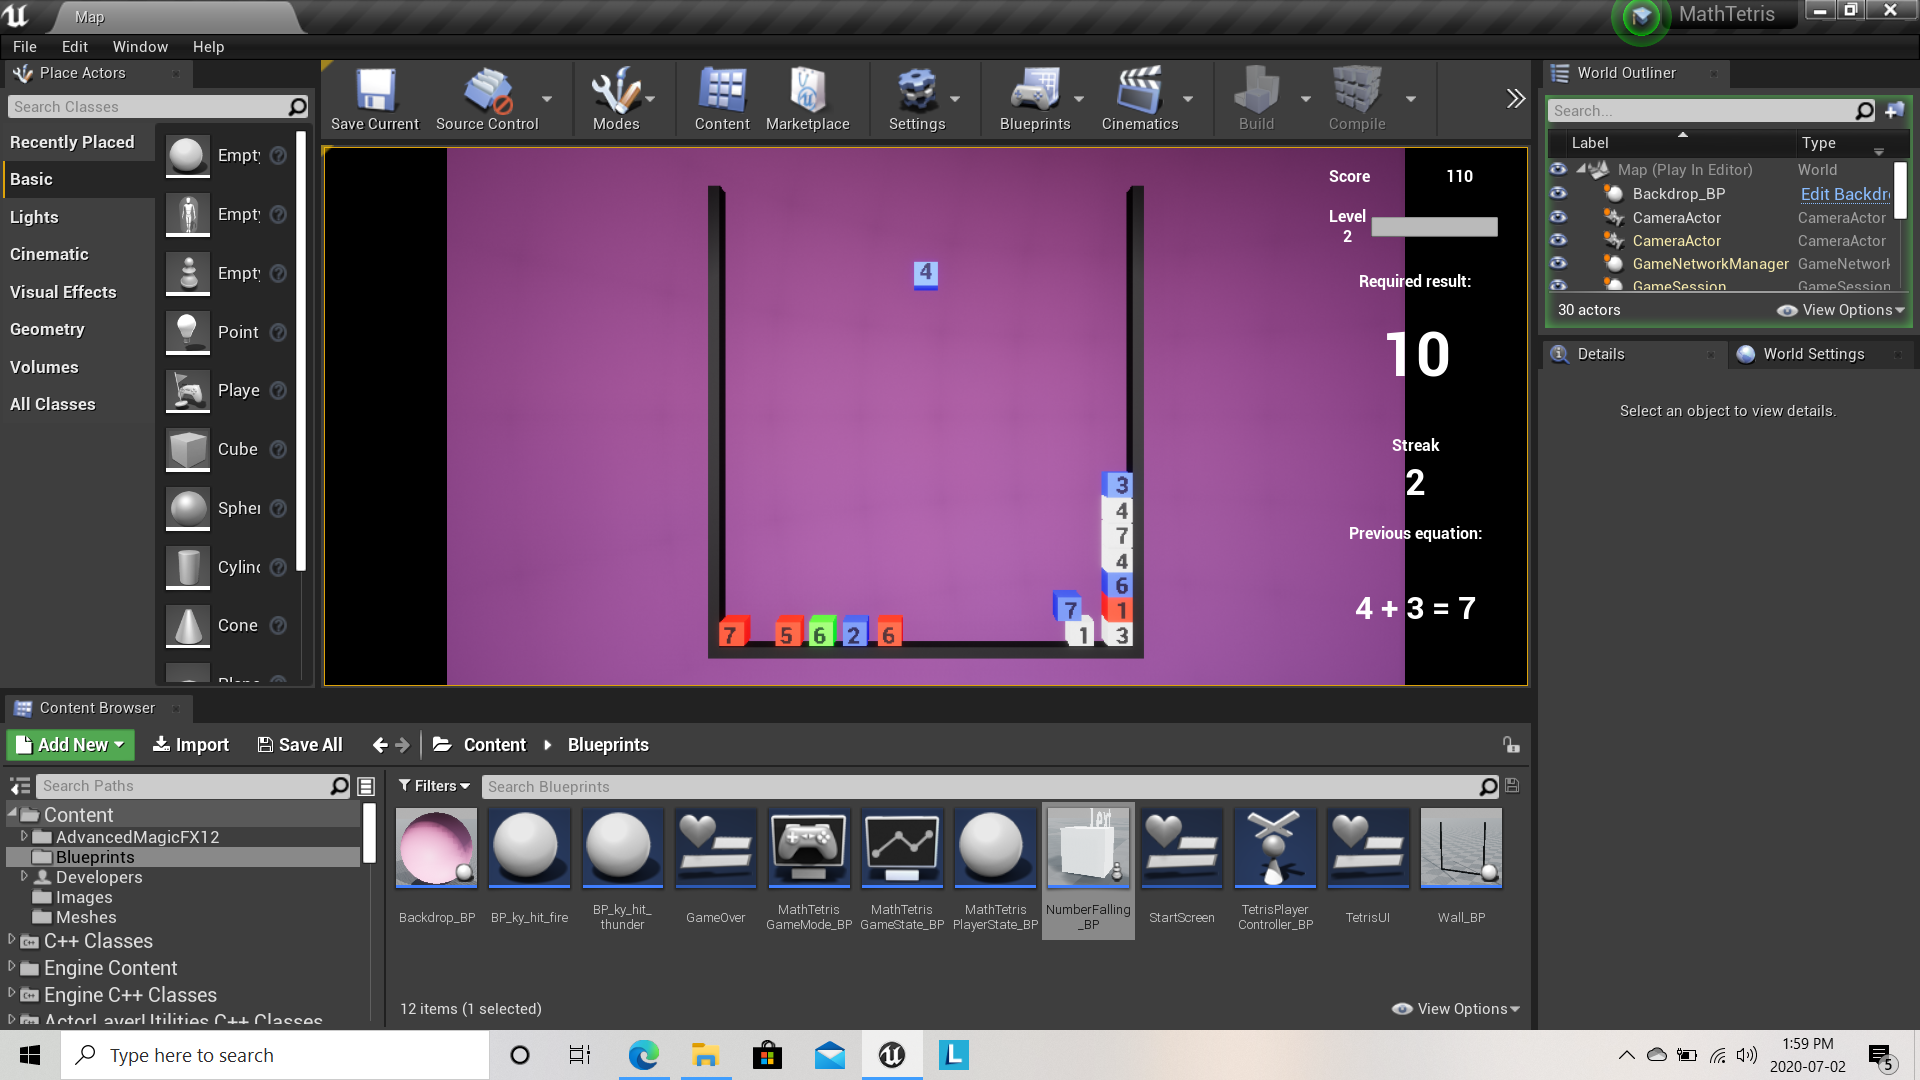 Map
MathTetris
File Edit Window Help
Place Actors
Search Classes
Recently Placed
Basic
Lights
Cinematic
Visual Effects
Geometry
Volumes
All Classes
Empty
Empty
Empty
Point
Playe
Cube
Spher
Cylind
Cone
Plane
Save Current
Source Control
Modes
Content
Marketplace
Settings
Blueprints
Cinematics
Build
Compile
Score 110
Level
2
Required result:
10
Streak
2
Previous equation:
4 + 3 = 7
4
3
4
7
4
6
7 1
7 5 6 2 6 1 3
World Outliner
Search...
Label Type
Map (Play In Editor) World
Backdrop_BP Edit Backdr
CameraActor CameraActor
CameraActor CameraActor
GameNetworkManager GameNetwork
GameSession GameSession
30 actors View Options
Details World Settings
Select an object to view details.
Content Browser
Add New Import Save All Content Blueprints
Search Paths
Filters Search Blueprints
Content
AdvancedMagicFX12
Blueprints
Developers
Images
Meshes
C++ Classes
Engine Content
Engine C++ Classes
ActorLayerUtilities C++ Classes
Backdrop_BP
BP_ky_hit_fire
BP_ky_hit_
thunder
GameOver
MathTetris
GameMode_BP
MathTetris
GameState_BP
MathTetris
PlayerState_BP
NumberFalling
_BP
StartScreen
TetrisPlayer
Controller_BP
TetrisUI
Wall_BP
12 items (1 selected) View Options
Type here to search
L
1:59 PM
2020-07-02
5